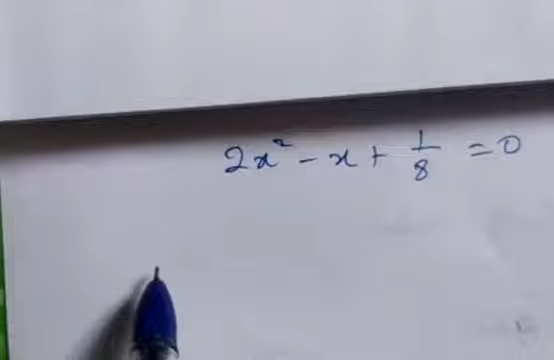 2x² - x + 1/8 = 0